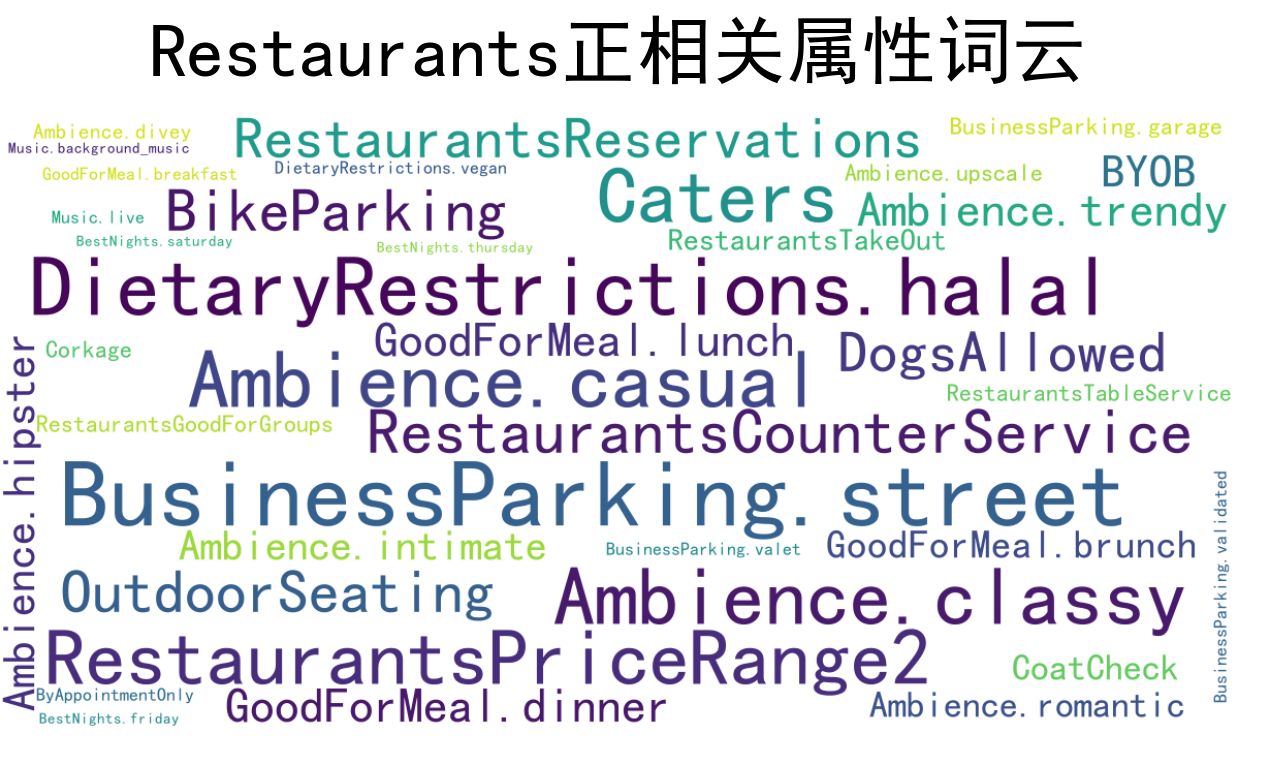 Restaurants正相关属性词云
Ambience.divey
RestaurantsReservations
BusinessParking.garage
Music.background_music
GoodForMeal.breakfast
DietaryRestrictions.vegan
Caters
Ambience.upscale
BYOB
BikeParking
Ambience.trendy
Music.live
BestNights.saturday
BestNights.thursday
RestaurantsTakeOut
DietaryRestrictions.halal
GoodForMeal.lunch
DogsAllowed
Corkage
Ambience.casual
RestaurantsTableService
Ambience.hipster
RestaurantsGoodForGroups
RestaurantsCounterService
BusinessParking.street
Ambience.intimate
BusinessParking.valet
GoodForMeal.brunch
BusinessParking.validated
OutdoorSeating
Ambience.classy
RestaurantsPriceRange2
CoatCheck
ByAppointmentOnly
GoodForMeal.dinner
Ambience.romantic
BestNights.friday